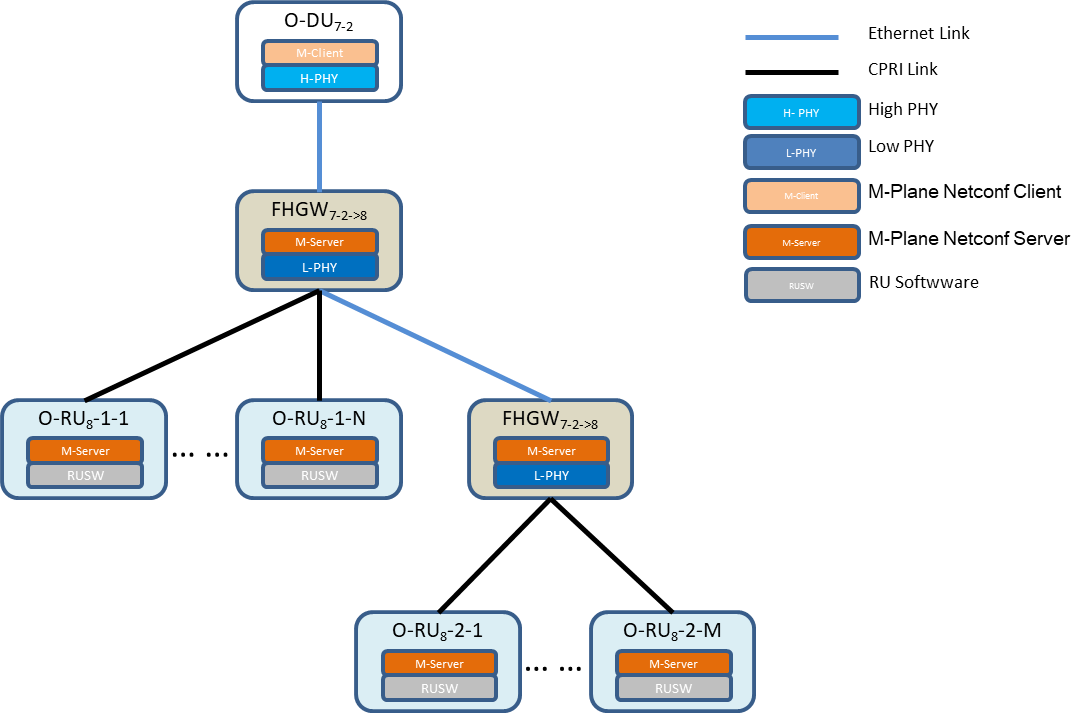 O-DU7-2
M-Client
H-PHY
Ethernet Link
CPRI Link
H- PHY
High PHY
L-PHY
Low PHY
M-Client
M-Plane Netconf Client
M-Server
M-Plane Netconf Server
RUSW
RU Softwware
FHGW7-2->8
M-Server
L-PHY
O-RU8-1-1
M-Server
RUSW
... ...
O-RU8-1-N
M-Server
RUSW
FHGW7-2->8
M-Server
L-PHY
O-RU8-2-1
M-Server
RUSW
... ...
O-RU8-2-M
M-Server
RUSW